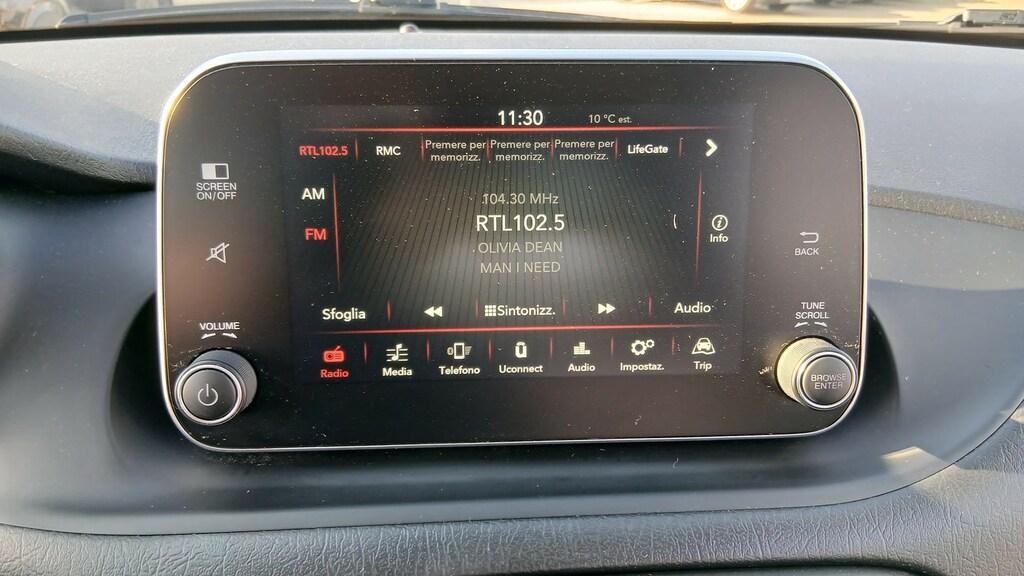 11:30
10 °C est.
RTL102.5
RMC
Premere per
memorizz.
Premere per
memorizz.
Premere per
memorizz.
LifeGate
SCREEN
ON/OFF
AM
FM
104.30 MHz
RTL102.5
OLIVIA DEAN
MAN I NEED
i
Info
BACK
Sfoglia
Sintonizz.
Audio
VOLUME
TUNE
SCROLL
Radio
Media
Telefono
Uconnect
Audio
Impostaz.
Trip
BROWSE
ENTER